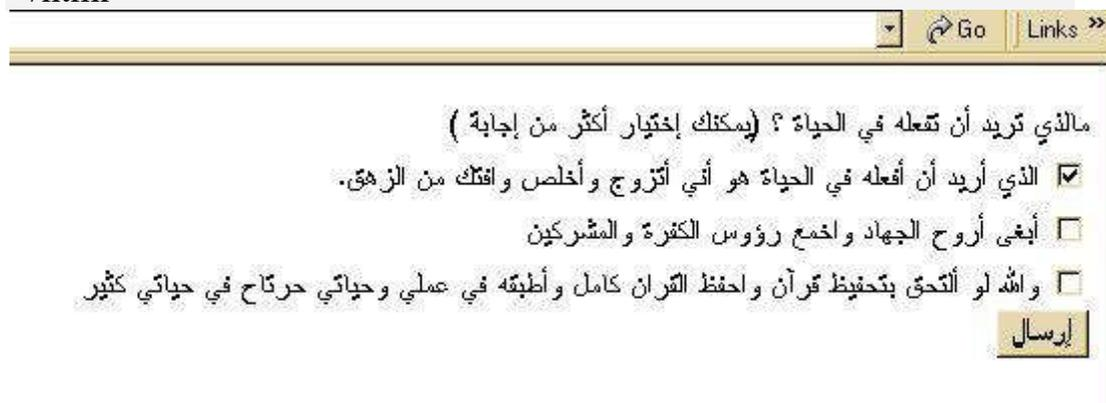 Go Links »
مالذي تريد أن تفعله في الحياة ؟ (يمكنك إختيار أكثر من إجابة )
الذي أريد أن أفعله في الحياة هو أني أتزوج وأخلص وافتك من الزهق.
أبغى أروح الجهاد واخمع رؤوس الكفرة والمشركين
والله لو ألتحق بتحفيظ قرآن واحفظ القران كامل وأطبقه في عملي وحياتي حرتاح في حياتي كثير
إرسال